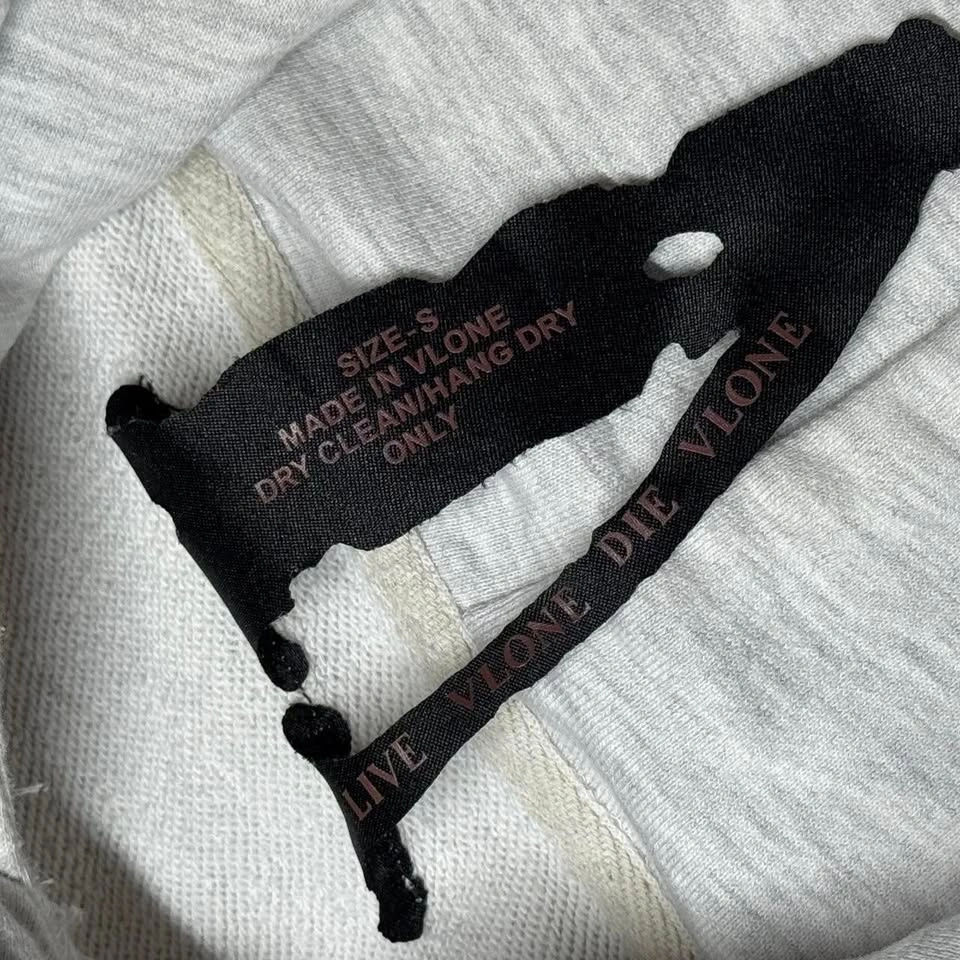 SIZE-S
MADE IN VLONE
DRY CLEAN/HANG DRY
ONLY
LIVE VLONE DIE VLONE